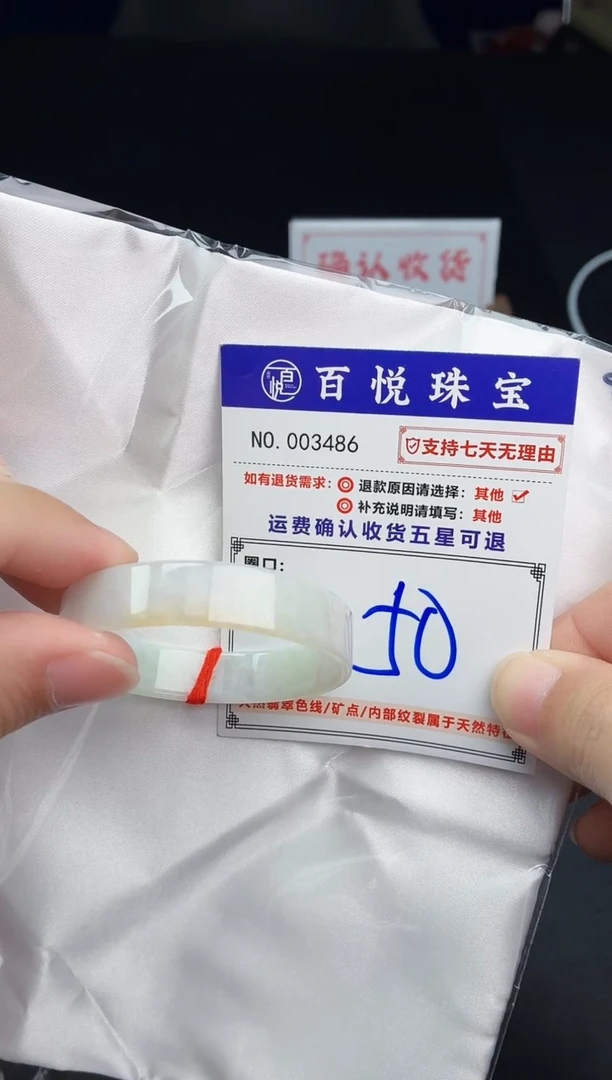 确认收货
百悦
百悦珠宝
NO. 003486
支持七天无理由
如有退货需求: 退款原因请选择: 其他
补充说明请填写: 其他
运费确认收货五星可退
圈口:
50
天然翡翠色线/矿点/内部纹裂属于天然特